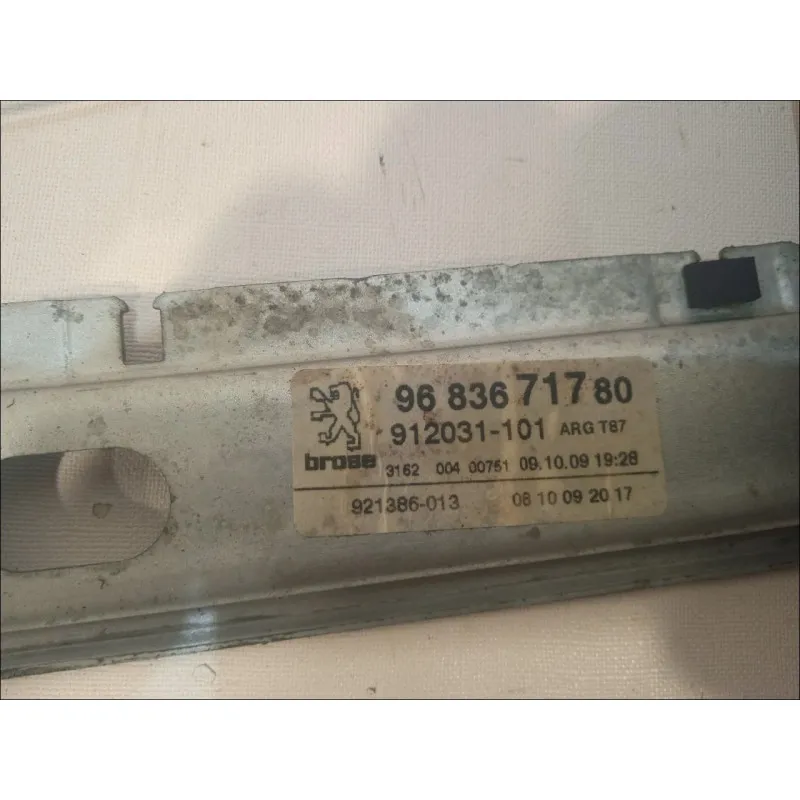 96 836 717 80
912031-101 ARG T87
brose 3162 004 00751 09.10.09 19:28
921386-013 08 10 09 20 17